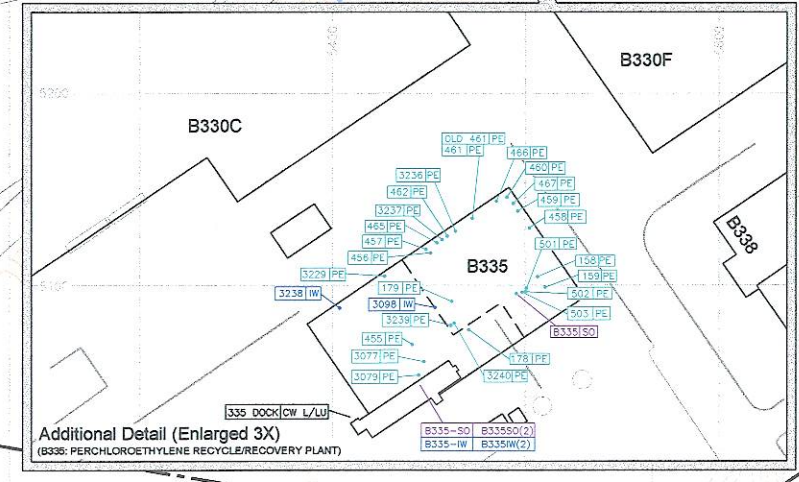 B330F
5200
B330C
OLD 461 PE
461 PE
466 PE
460 PE
3236 PE
467 PE
462 PE
459 PE
3237 PE
458 PE
465 PE
457 PE
501 PE
B338
456 PE
B335
158 PE
3229 PE
159 PE
179 PE
3238 IW
502 PE
3098 IW
503 PE
3239 PE
B335 SO
455 PE
3077 PE
178 PE
3079 PE
3240 PE
335 DOCK CW L/LU
B335-SO B335SO(2)
B335-IW B335IW(2)
Additional Detail (Enlarged 3X)
(B335: PERCHLOROETHYLENE RECYCLE/RECOVERY PLANT)